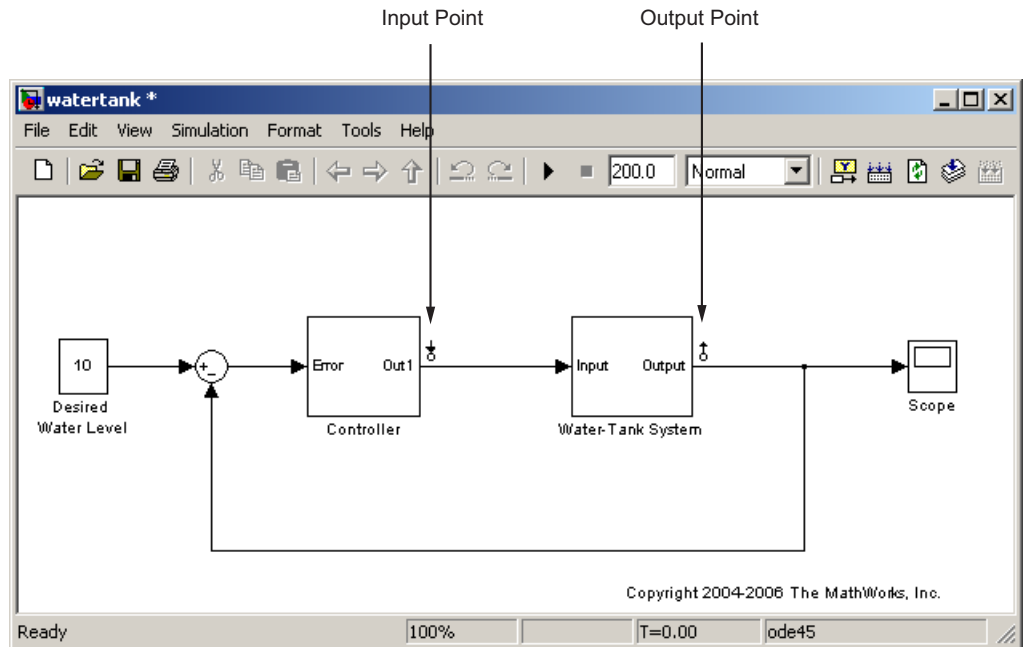 Input Point
Output Point
watertank *
File Edit View Simulation Format Tools Help
200.0 Normal
10
Desired
Water Level
+-
Error Out1
Controller
Input Output
Water-Tank System
Scope
Copyright 2004-2006 The MathWorks, Inc.
Ready 100% T=0.00 ode45